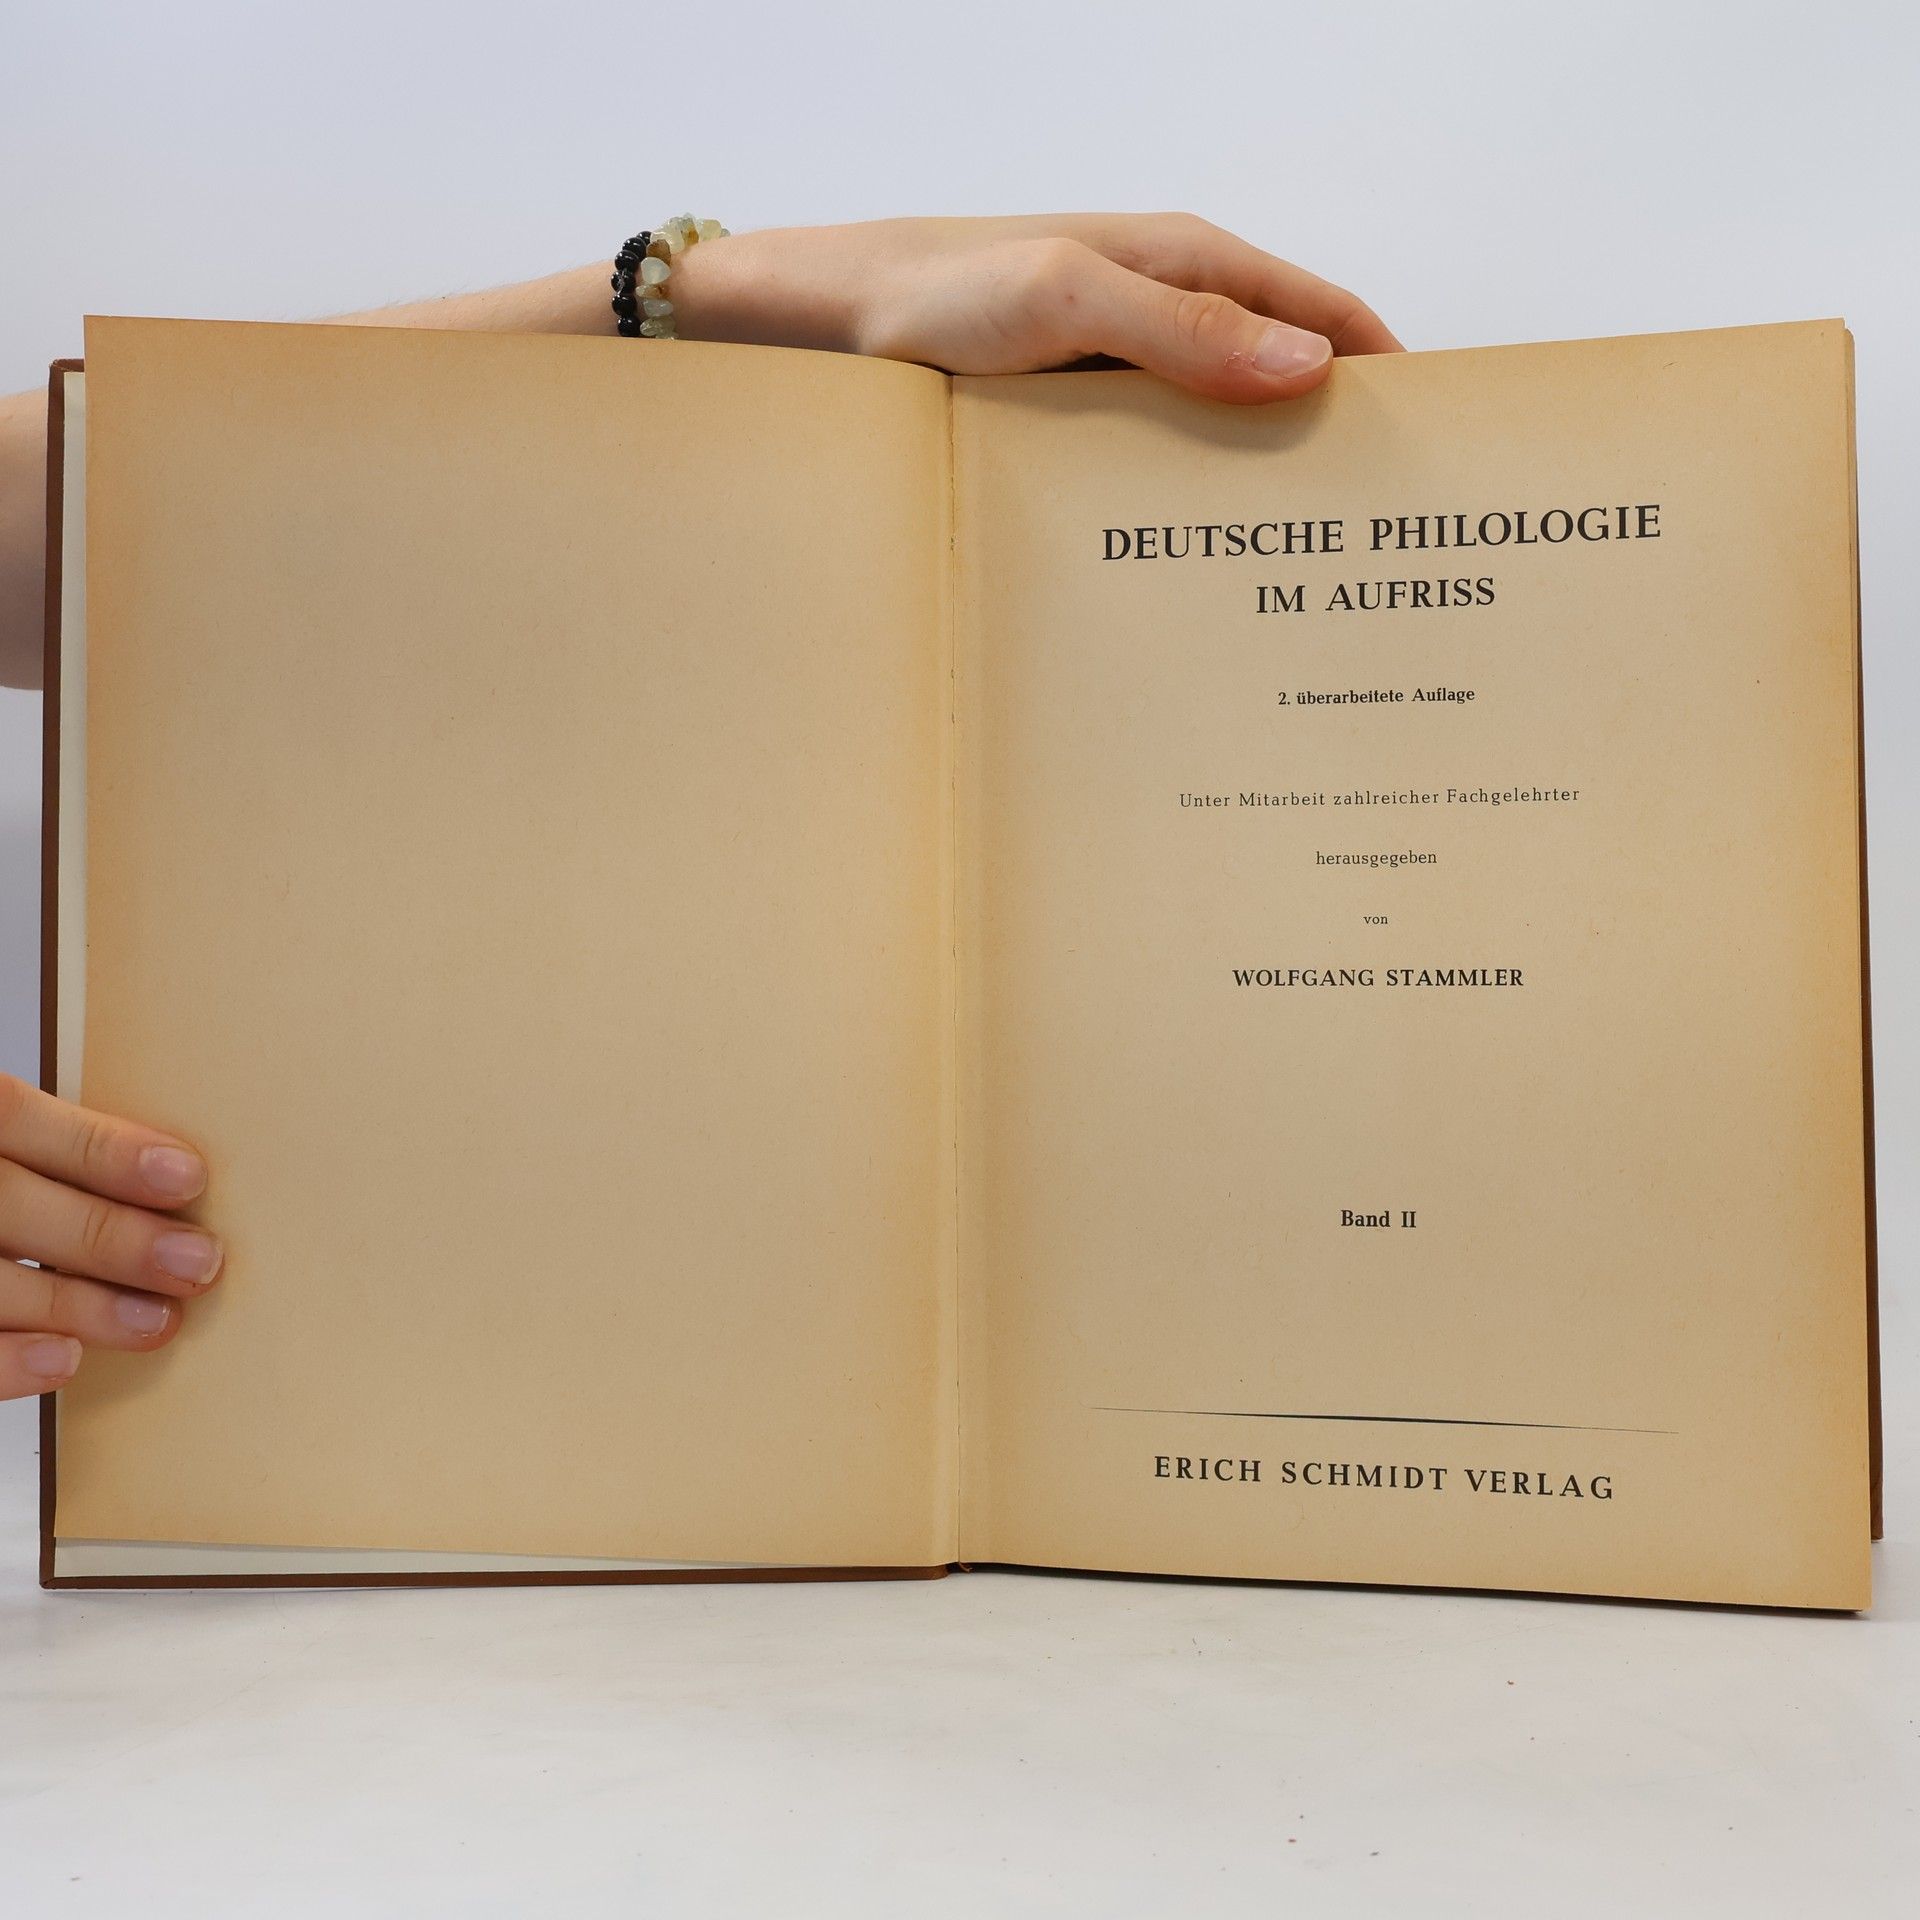 DEUTSCHE PHILOLOGIE
IM AUFRISS
2. überarbeitete Auflage
Unter Mitarbeit zahlreicher Fachgelehrter
herausgegeben
von
WOLFGANG STAMMLER
Band II
ERICH SCHMIDT VERLAG